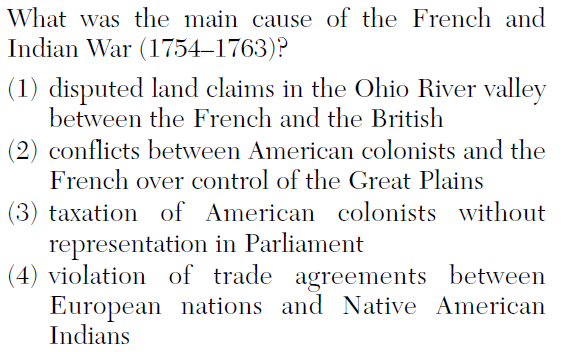 What was the main cause of the French and
Indian War (1754–1763)?
(1) disputed land claims in the Ohio River valley
between the French and the British
(2) conflicts between American colonists and the
French over control of the Great Plains
(3) taxation of American colonists without
representation in Parliament
(4) violation of trade agreements between
European nations and Native American
Indians